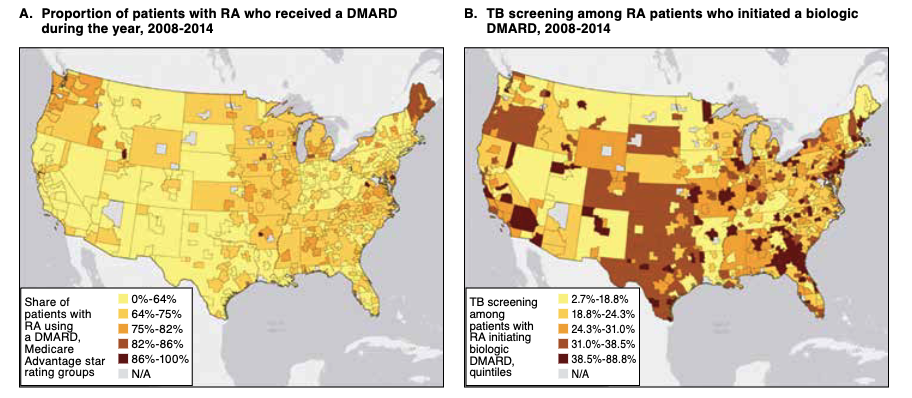 A. Proportion of patients with RA who received a DMARD
during the year, 2008-2014
Share of
patients with
RA using
a DMARD,
Medicare
Advantage star
rating groups
0%-64%
64%-75%
75%-82%
82%-86%
86%-100%
N/A
B. TB screening among RA patients who initiated a biologic
DMARD, 2008-2014
TB screening
among
patients with
RA initiating
biologic
DMARD,
quintiles
2.7%-18.8%
18.8%-24.3%
24.3%-31.0%
31.0%-38.5%
38.5%-88.8%
N/A